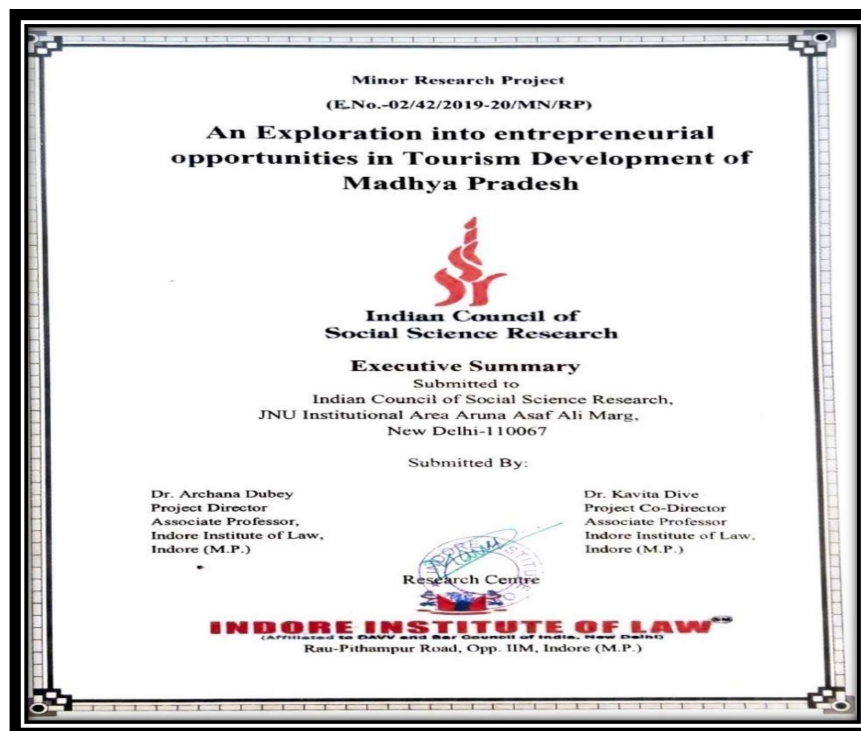 Minor Research Project
(E.No.-02/42/2019-20/MN/RP)
An Exploration into entrepreneurial
opportunities in Tourism Development of
Madhya Pradesh
Indian Council of
Social Science Research
Executive Summary
Submitted to
Indian Council of Social Science Research,
JNU Institutional Area Aruna Asaf Ali Marg,
New Delhi-110067
Submitted By:
Dr. Archana Dubey
Project Director
Associate Professor,
Indore Institute of Law,
Indore (M.P.)
Dr. Kavita Dive
Project Co-Director
Associate Professor
Indore Institute of Law,
Indore (M.P.)
Research Centre
INDORE INSTITUTE OF LAW℠
(Affiliated to DAVV and Bar Council of India, New Delhi)
Rau-Pithampur Road, Opp. IIM, Indore (M.P.)